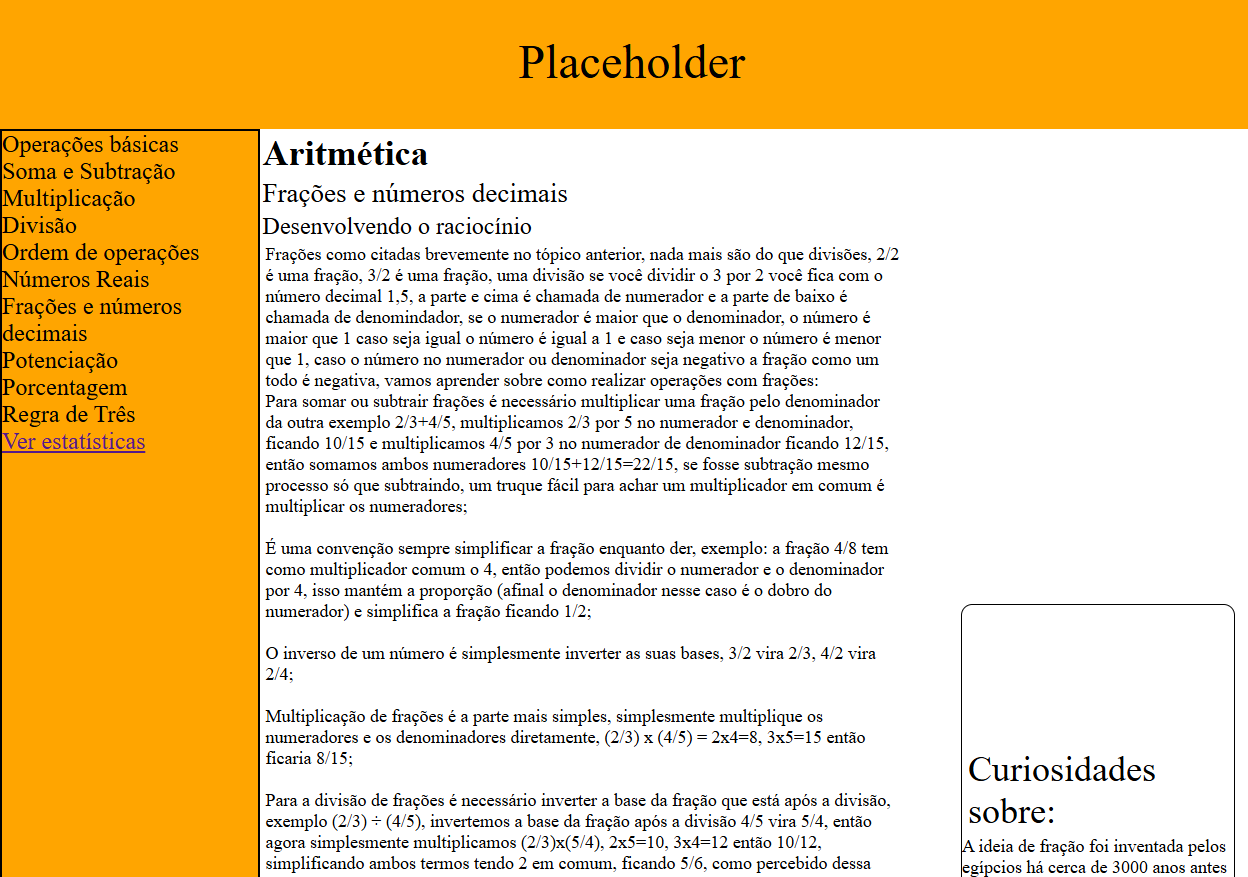 Placeholder
Operações básicas
Soma e Subtração
Multiplicação
Divisão
Ordem de operações
Números Reais
Frações e números
decimais
Potenciação
Porcentagem
Regra de Três
Ver estatísticas
Aritmética
Frações e números decimais
Desenvolvendo o raciocínio
Frações como citadas brevemente no tópico anterior, nada mais são do que divisões, 2/2
é uma fração, 3/2 é uma fração, uma divisão se você dividir o 3 por 2 você fica com o
número decimal 1,5, a parte e cima é chamada de numerador e a parte de baixo é
chamada de denomindador, se o numerador é maior que o denominador, o número é
maior que 1 caso seja igual o número é igual a 1 e caso seja menor o número é menor
que 1, caso o número no numerador ou denominador seja negativo a fração como um
todo é negativa, vamos aprender sobre como realizar operações com frações:
Para somar ou subtrair frações é necessário multiplicar uma fração pelo denominador
da outra exemplo 2/3+4/5, multiplicamos 2/3 por 5 no numerador e denominador,
ficando 10/15 e multiplicamos 4/5 por 3 no numerador de denominador ficando 12/15,
então somamos ambos numeradores 10/15+12/15=22/15, se fosse subtração mesmo
processo só que subtraindo, um truque fácil para achar um multiplicador em comum é
multiplicar os numeradores;
É uma convenção sempre simplificar a fração enquanto der, exemplo: a fração 4/8 tem
como multiplicador comum o 4, então podemos dividir o numerador e o denominador
por 4, isso mantém a proporção (afinal o denominador nesse caso é o dobro do
numerador) e simplifica a fração ficando 1/2;
O inverso de um número é simplesmente inverter as suas bases, 3/2 vira 2/3, 4/2 vira
2/4;
Multiplicação de frações é a parte mais simples, simplesmente multiplique os
numeradores e os denominadores diretamente, (2/3) x (4/5) = 2x4=8, 3x5=15 então
ficaria 8/15;
Para a divisão de frações é necessário inverter a base da fração que está após a divisão,
exemplo (2/3) ÷ (4/5), invertemos a base da fração após a divisão 4/5 vira 5/4, então
agora simplesmente multiplicamos (2/3)x(5/4), 2x5=10, 3x4=12 então 10/12,
simplificando ambos termos tendo 2 em comum, ficando 5/6, como percebido dessa
Curiosidades
sobre:
A ideia de fração foi inventada pelos
egípcios há cerca de 3000 anos antes